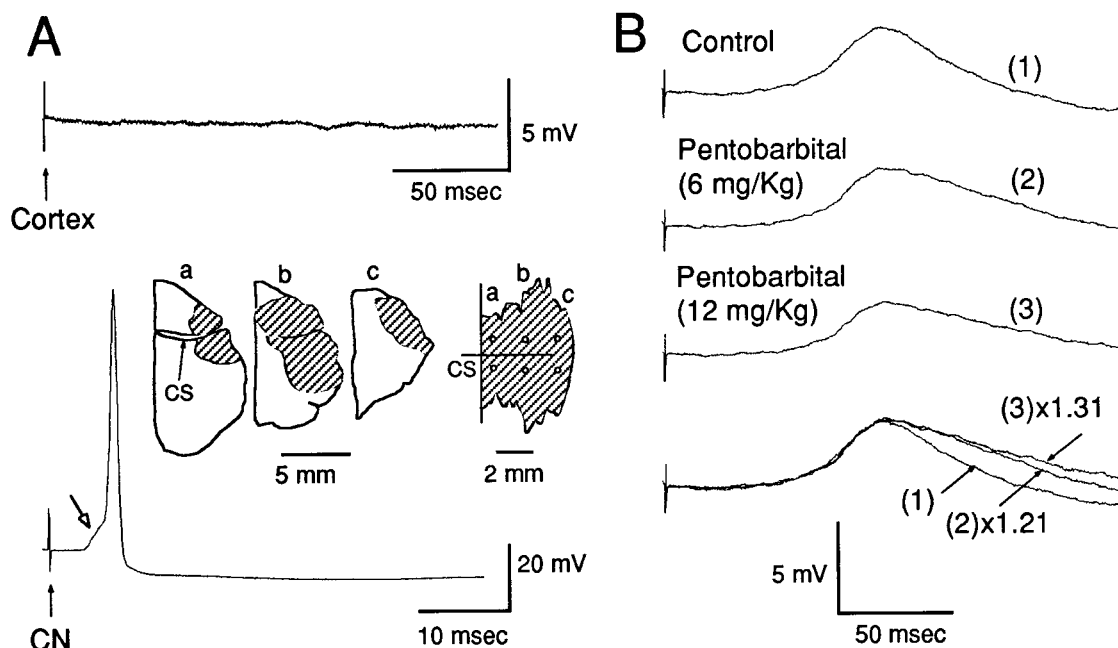 A
5 mV
50 msec
Cortex
a
b
c
CS
5 mm
a
b
c
CS
2 mm
20 mV
10 msec
CN
B
Control
(1)
Pentobarbital
(6 mg/Kg)
(2)
Pentobarbital
(12 mg/Kg)
(3)
(3)x1.31
(1)
(2)x1.21
5 mV
50 msec